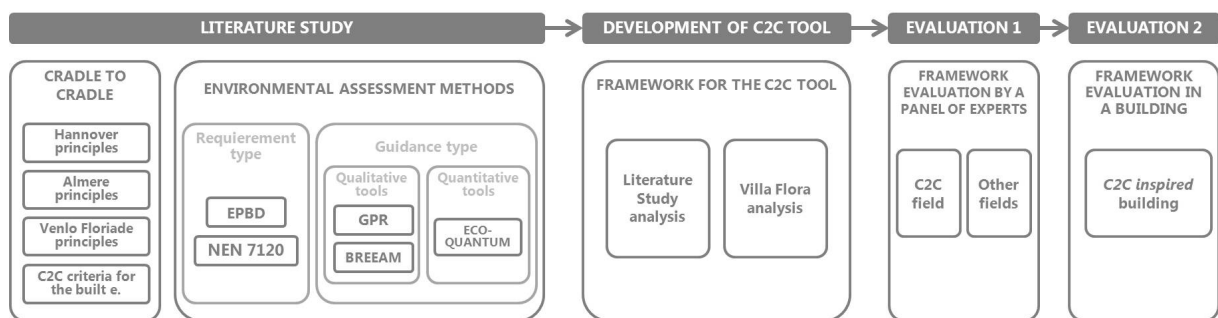 LITERATURE STUDY
DEVELOPMENT OF C2C TOOL
EVALUATION 1
EVALUATION 2
CRADLE TO
CRADLE
Hannover
principles
Almere
principles
Venlo Floriade
principles
C2C criteria for
the built e.
ENVIRONMENTAL ASSESSMENT METHODS
Requierement
type
EPBD
NEN 7120
Guidance type
Qualitative
tools
GPR
BREEAM
Quantitative
tools
ECO-
QUANTUM
FRAMEWORK FOR THE C2C TOOL
Literature
Study
analysis
Villa Flora
analysis
FRAMEWORK
EVALUATION BY A
PANEL OF EXPERTS
C2C
field
Other
fields
FRAMEWORK
EVALUATION IN
A BUILDING
C2C inspired
building